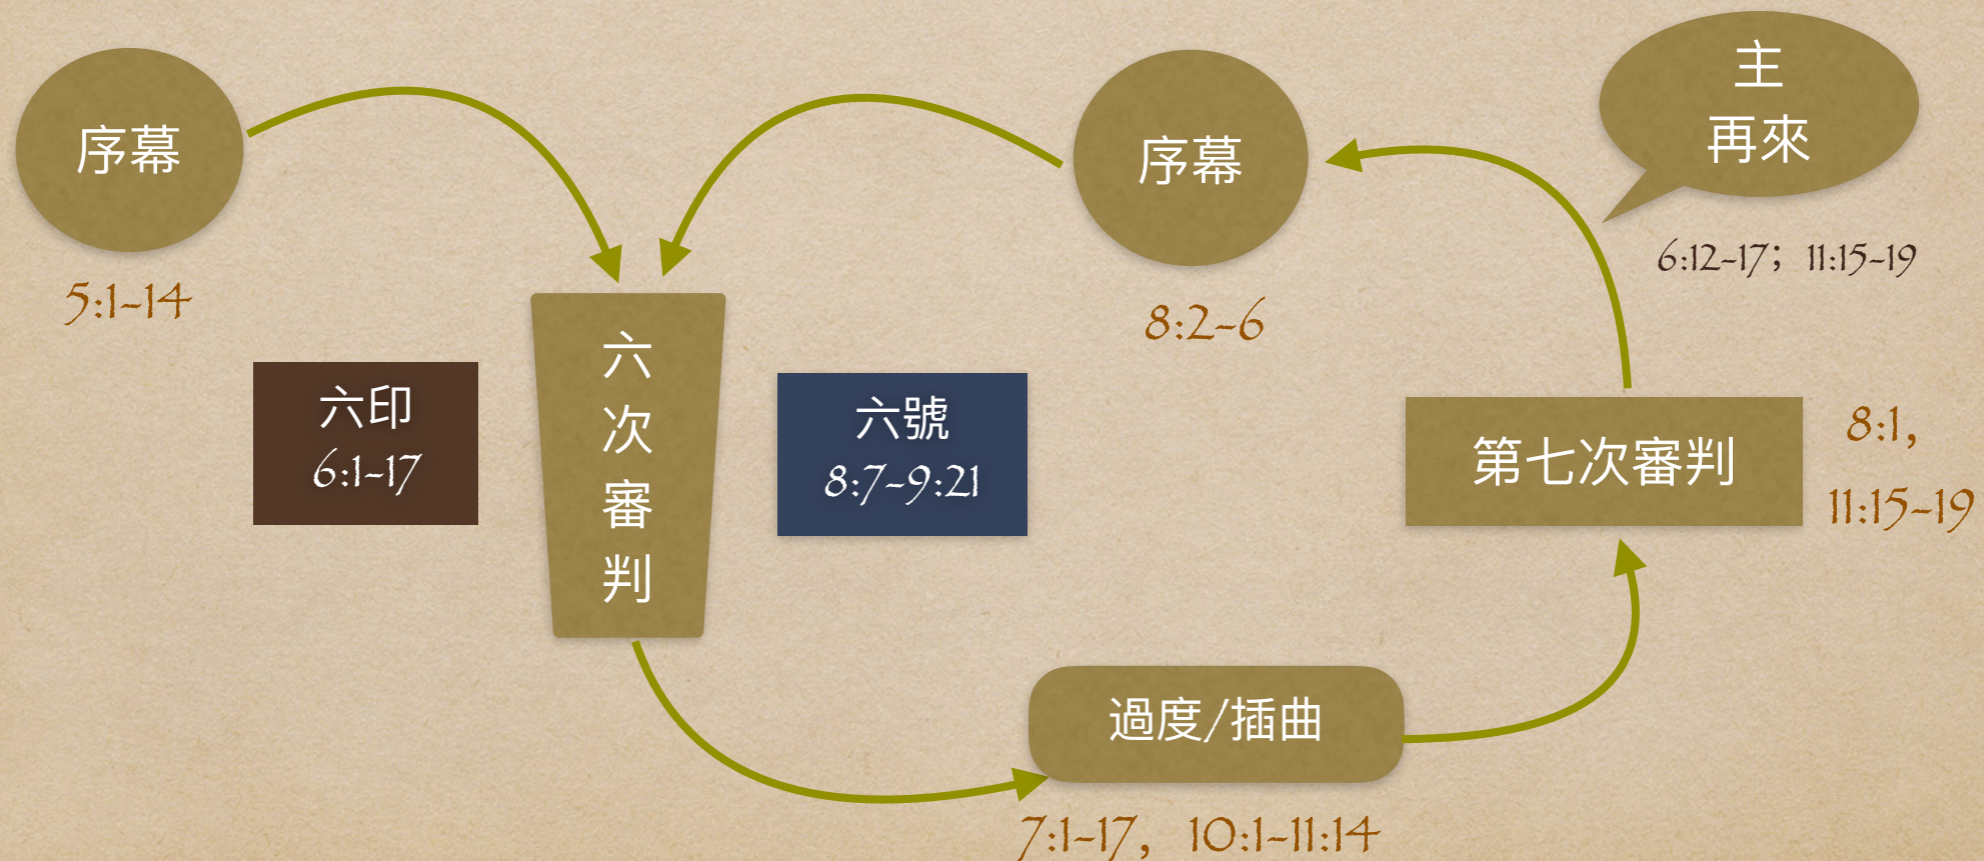 序幕
5:1-14
六印
6:1-17
六
次
審
判
六號
8:7-9:21
序幕
8:2-6
主
再來
6:12-17; 11:15-19
第七次審判
8:1,
11:15-19
過度/插曲
7:1-17, 10:1-11:14